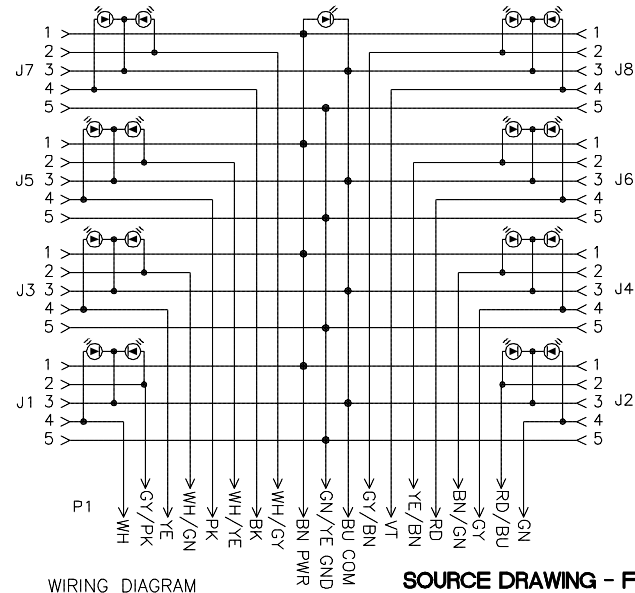 1 1
2 2
J7 3 3 J8
4 4
5 5
1 1
2 2
J5 3 3 J6
4 4
5 5
1 1
2 2
J3 3 3 J4
4 4
5 5
1 1
2 2
J1 3 3 J2
4 4
5 5
P1
WH
GY/PK
YE
WH/GN
PK
WH/YE
BK
WH/GY
BN PWR
GN/YE GND
BU COM
GY/BN
VT
YE/BN
RD
BN/GN
GY
RD/BU
GN
WIRING DIAGRAM
SOURCE DRAWING - F